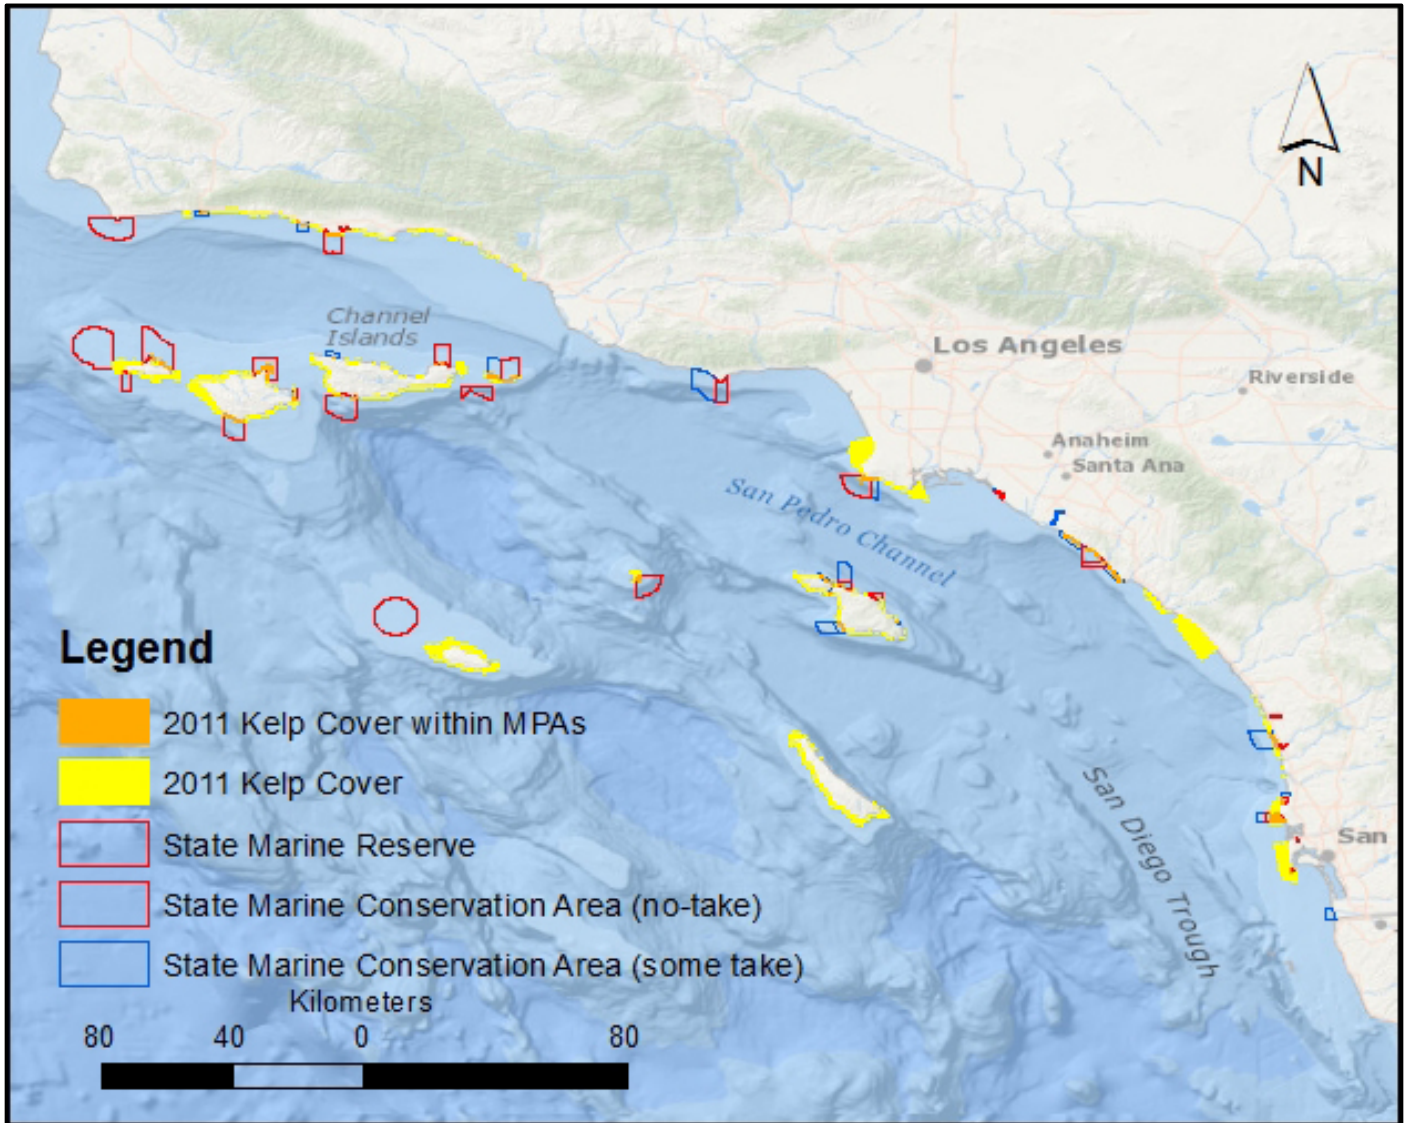 N
Channel
Islands
Los Angeles
Riverside
Anaheim
Santa Ana
San Pedro Channel
San Diego Trough
San
Legend
2011 Kelp Cover within MPAs
2011 Kelp Cover
State Marine Reserve
State Marine Conservation Area (no-take)
State Marine Conservation Area (some take)
Kilometers
80 40 0 80